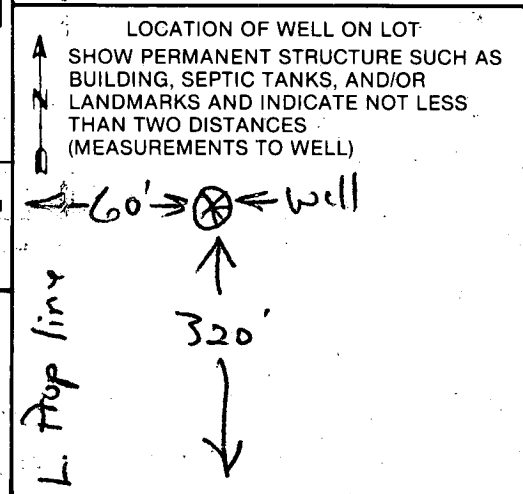 LOCATION OF WELL ON LOT
SHOW PERMANENT STRUCTURE SUCH AS
BUILDING, SEPTIC TANKS, AND/OR
LANDMARKS AND INDICATE NOT LESS
THAN TWO DISTANCES
(MEASUREMENTS TO WELL)
N
60' well
320'
L. Prop line